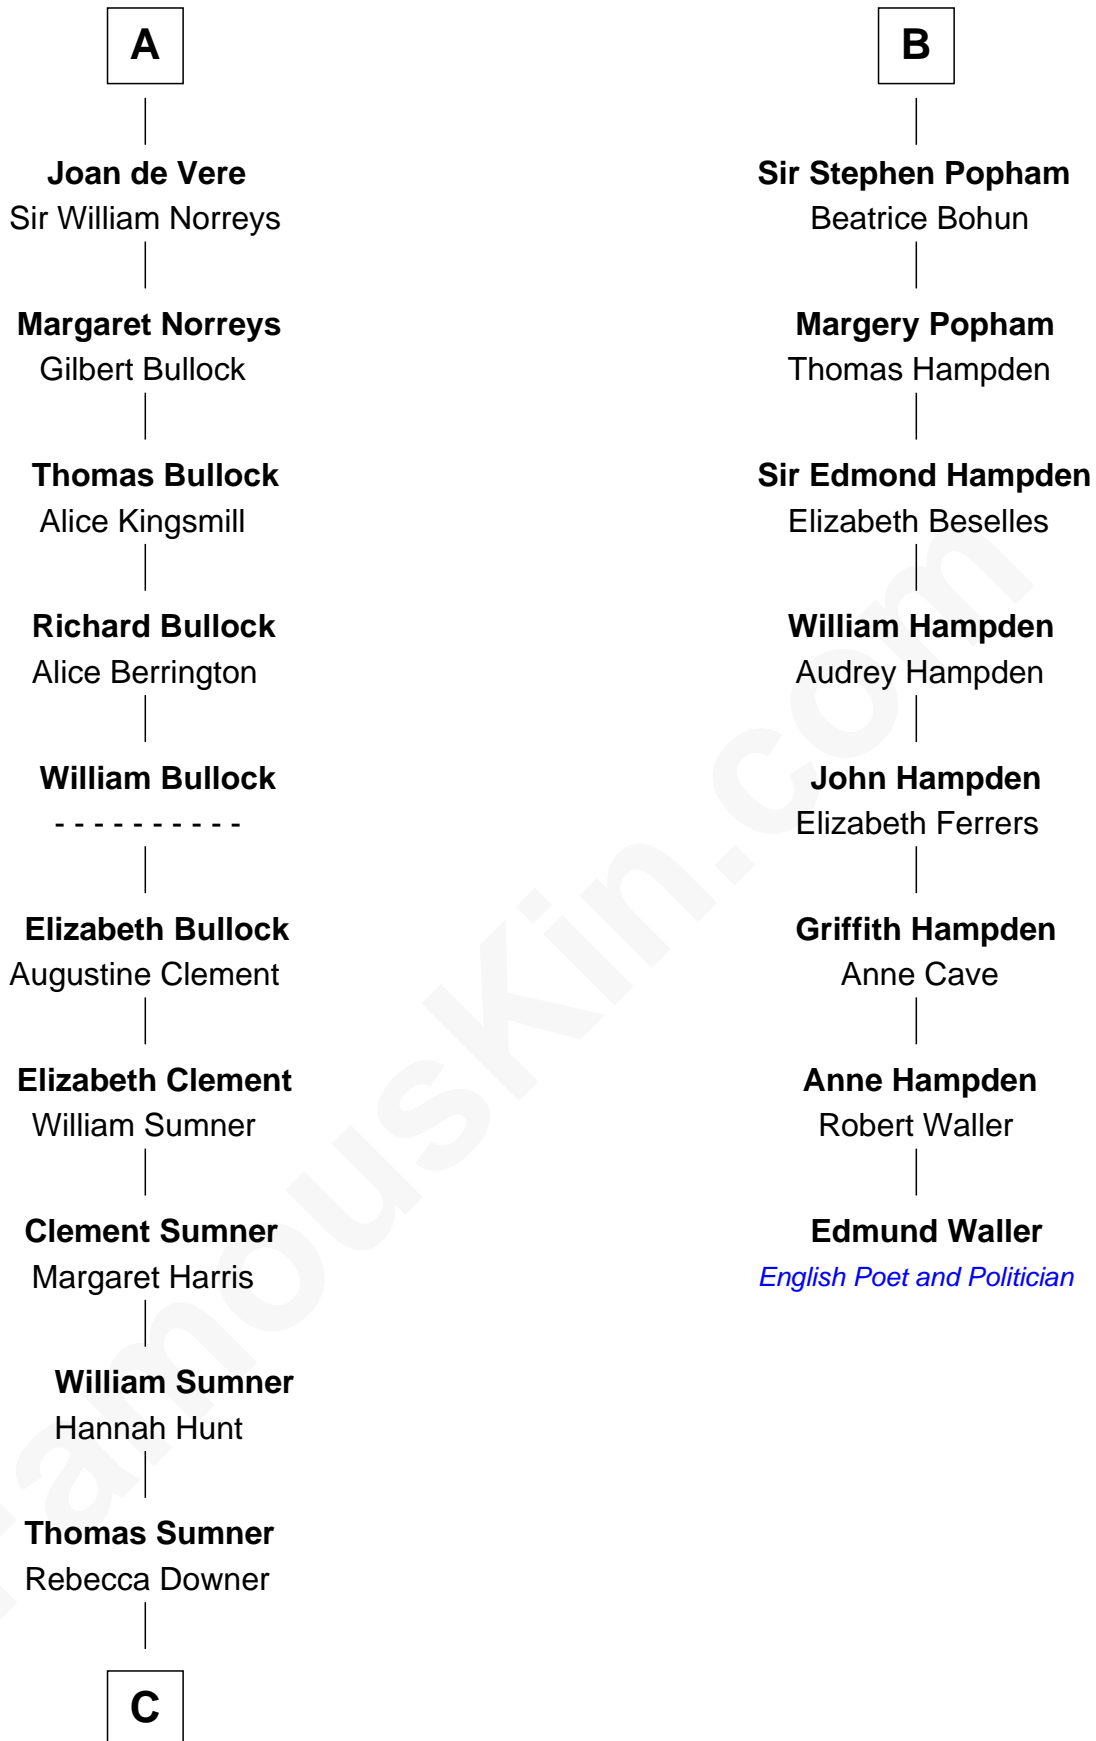 A
Joan de Vere
Sir William Norreys
Margaret Norreys
Gilbert Bullock
Thomas Bullock
Alice Kingsmill
Richard Bullock
Alice Berrington
William Bullock
- - - - - - - - - -
Elizabeth Bullock
Augustine Clement
Elizabeth Clement
William Sumner
Clement Sumner
Margaret Harris
William Sumner
Hannah Hunt
Thomas Sumner
Rebecca Downer
C
B
Sir Stephen Popham
Beatrice Bohun
Margery Popham
Thomas Hampden
Sir Edmond Hampden
Elizabeth Beselles
William Hampden
Audrey Hampden
John Hampden
Elizabeth Ferrers
Griffith Hampden
Anne Cave
Anne Hampden
Robert Waller
Edmund Waller
English Poet and Politician
FamousKin.com